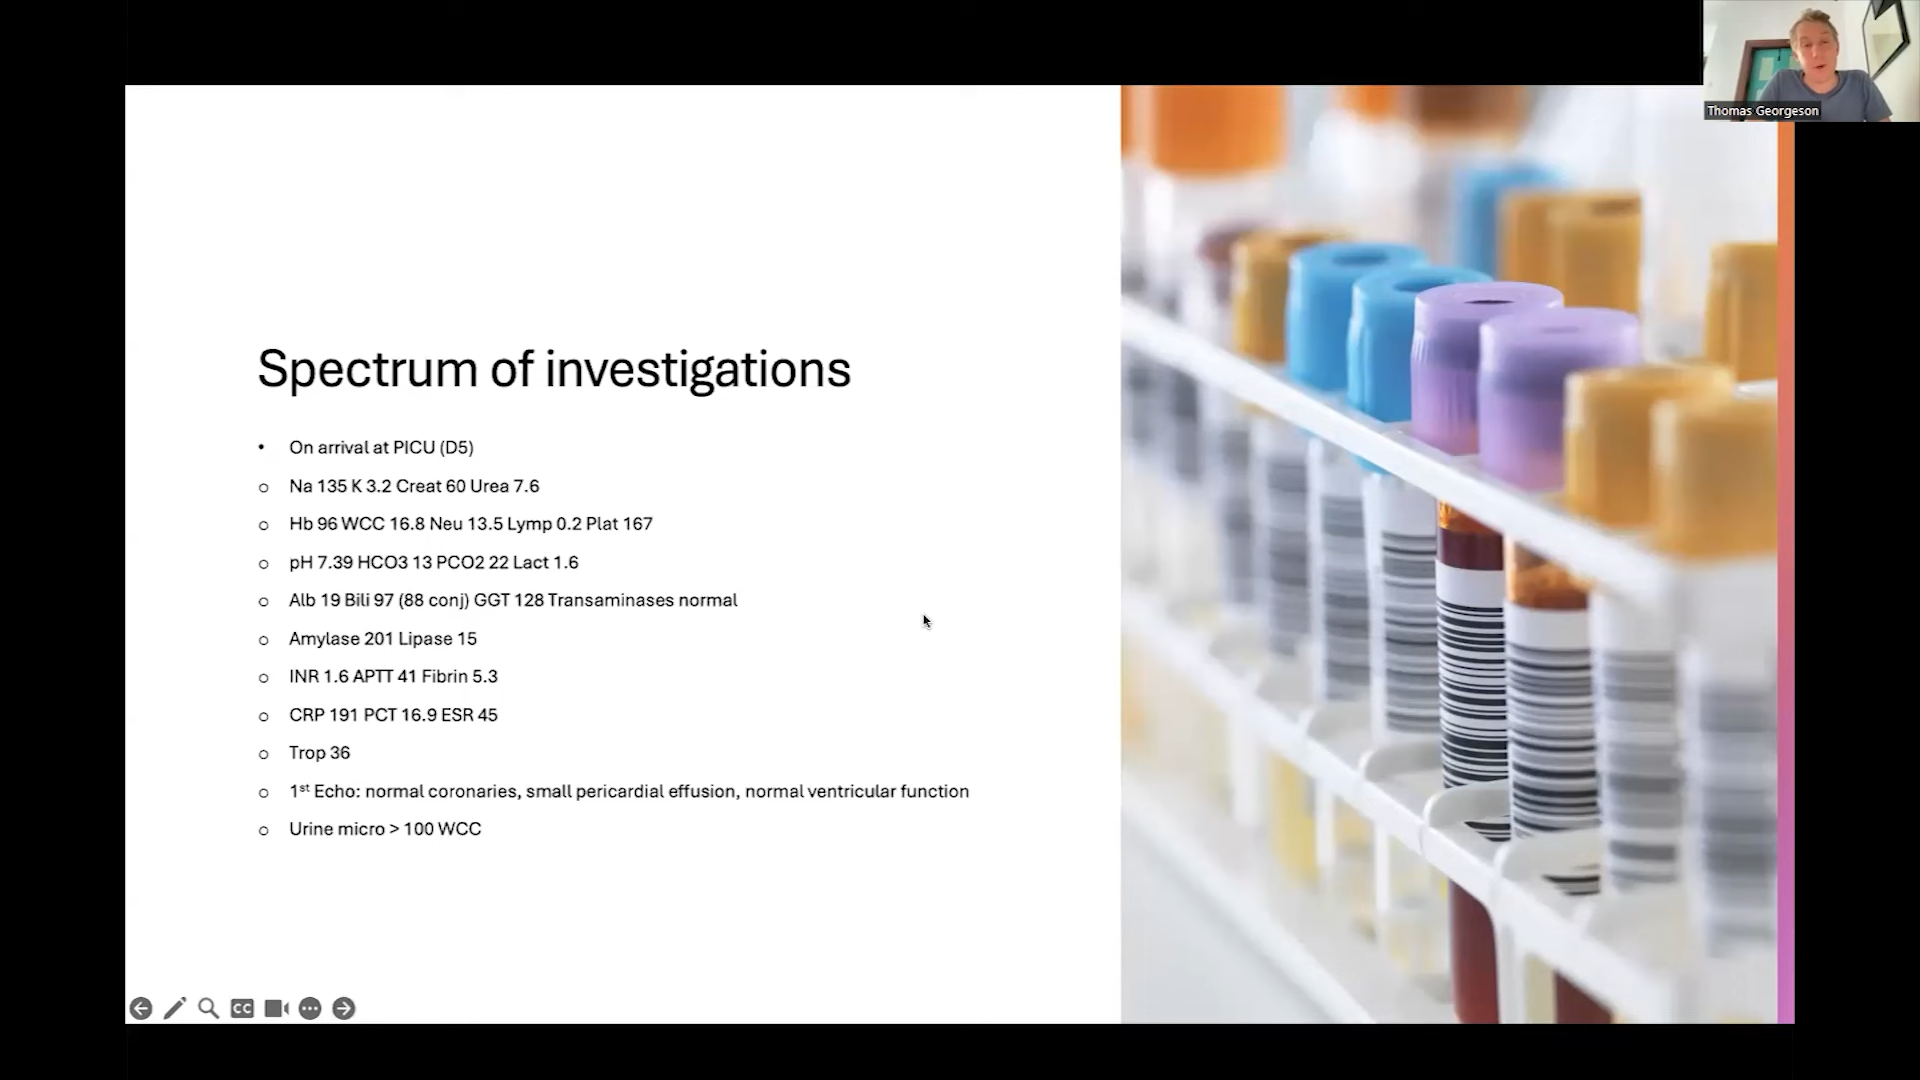 Thomas Georgeson
Spectrum of investigations
• On arrival at PICU (D5)
o Na 135 K 3.2 Creat 60 Urea 7.6
o Hb 96 WCC 16.8 Neu 13.5 Lymp 0.2 Plat 167
o pH 7.39 HCO3 13 PCO2 22 Lact 1.6
o Alb 19 Bili 97 (88 conj) GGT 128 Transaminases normal
o Amylase 201 Lipase 15
o INR 1.6 APTT 41 Fibrin 5.3
o CRP 191 PCT 16.9 ESR 45
o Trop 36
o 1st Echo: normal coronaries, small pericardial effusion, normal ventricular function
o Urine micro > 100 WCC
CC